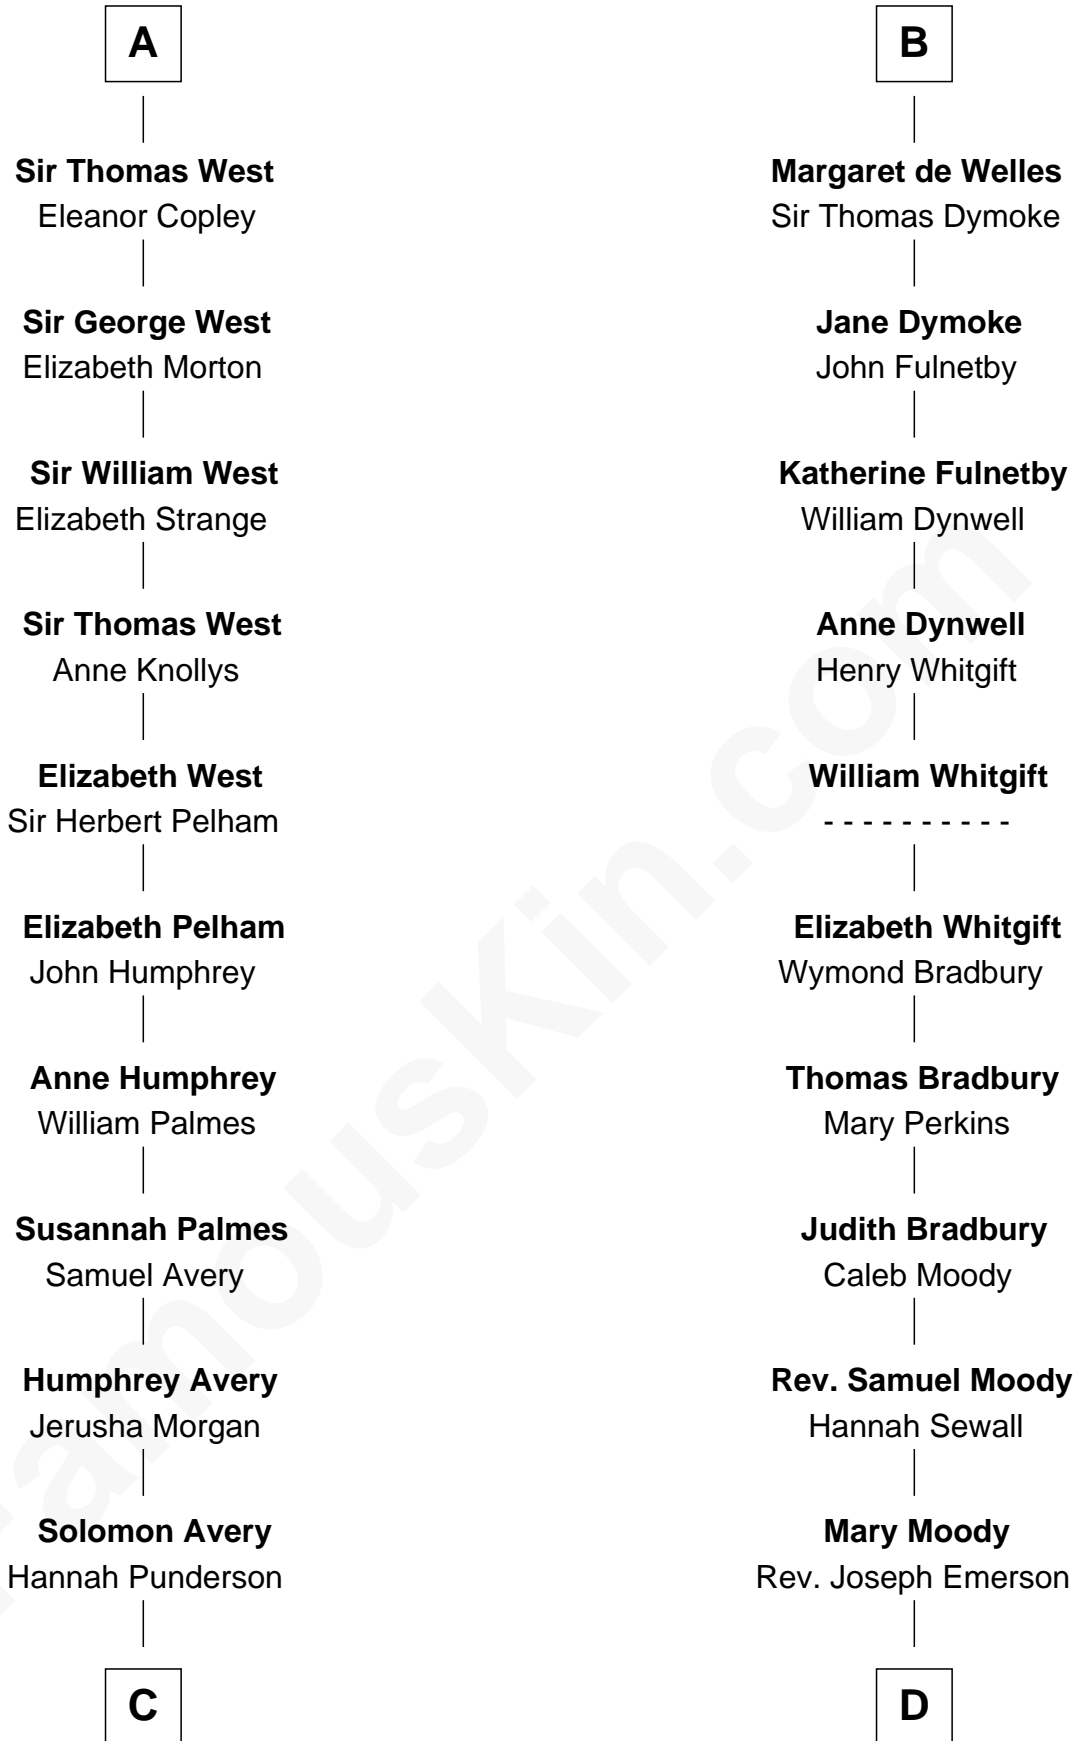 A
Sir Thomas West
Eleanor Copley
Sir George West
Elizabeth Morton
Sir William West
Elizabeth Strange
Sir Thomas West
Anne Knollys
Elizabeth West
Sir Herbert Pelham
Elizabeth Pelham
John Humphrey
Anne Humphrey
William Palmes
Susannah Palmes
Samuel Avery
Humphrey Avery
Jerusha Morgan
Solomon Avery
Hannah Punderson
C
B
Margaret de Welles
Sir Thomas Dymoke
Jane Dymoke
John Fulnetby
Katherine Fulnetby
William Dynwell
Anne Dynwell
Henry Whitgift
William Whitgift
- - - - - - - - - -
Elizabeth Whitgift
Wymond Bradbury
Thomas Bradbury
Mary Perkins
Judith Bradbury
Caleb Moody
Rev. Samuel Moody
Hannah Sewall
Mary Moody
Rev. Joseph Emerson
D
FamousKin.com